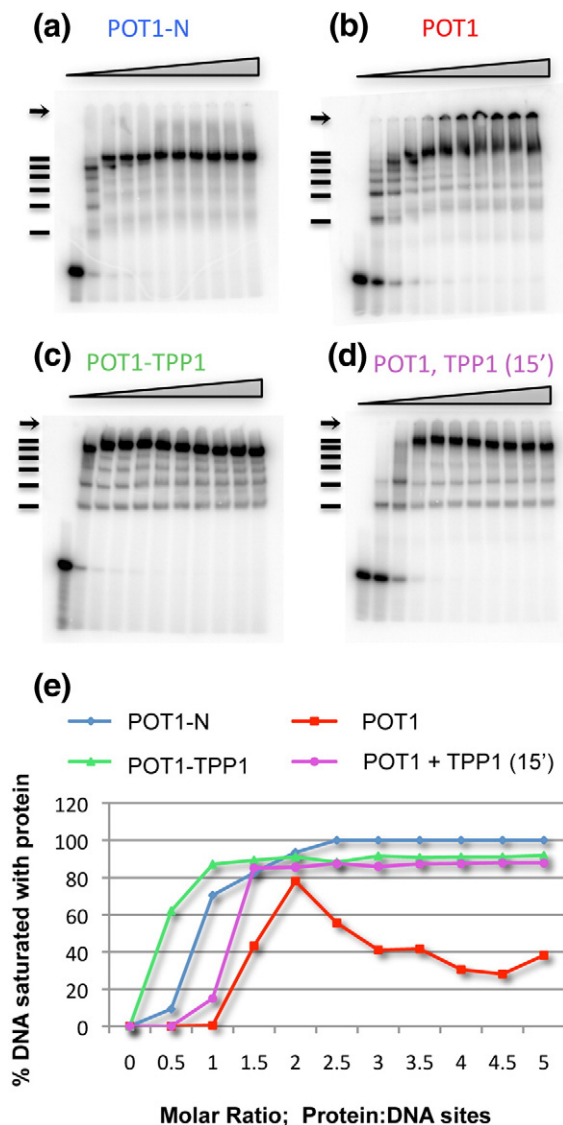 (a) POT1-N
(b) POT1
(c) POT1-TPP1
(d) POT1, TPP1 (15')
(e)
POT1-N POT1
POT1-TPP1 POT1 + TPP1 (15')
% DNA saturated with protein
120
100
80
60
40
20
0
0 0.5 1 1.5 2 2.5 3 3.5 4 4.5 5
Molar Ratio; Protein:DNA sites